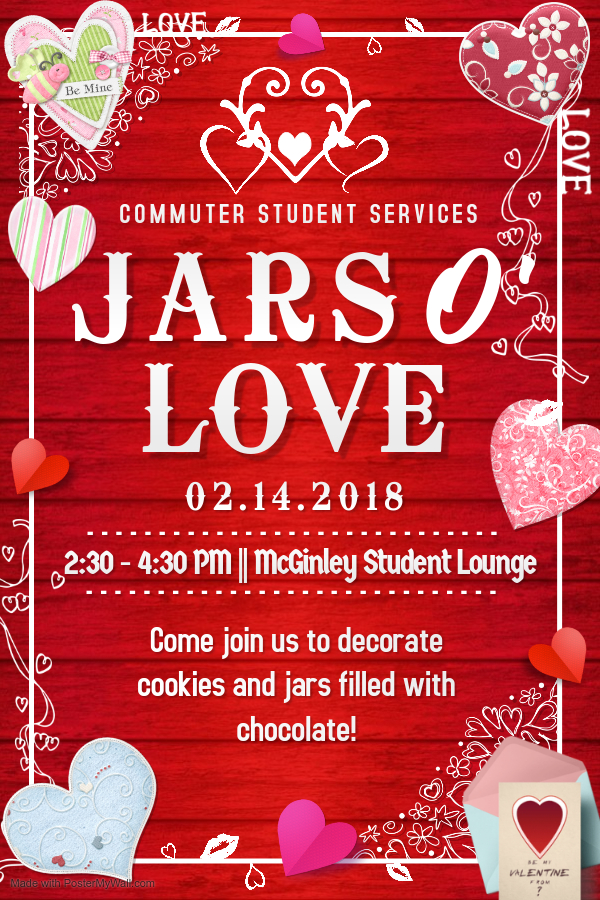 LOVE
Be Mine
LOVE
COMMUTER STUDENT SERVICES
JARS O'
LOVE
02.14.2018
2:30 - 4:30 PM || McGinley Student Lounge
Come join us to decorate
cookies and jars filled with
chocolate!
BE MY
VALENTINE
FROM
?
Made with PosterMyWall.com